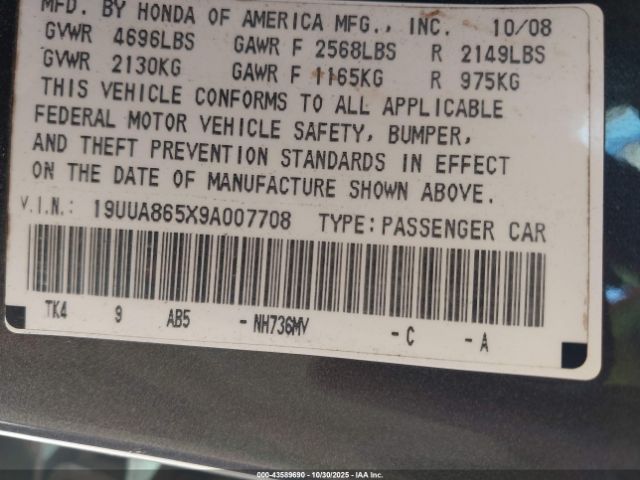 MFD. BY HONDA OF AMERICA MFG., INC. 10/08
GVWR 4696LBS GAWR F 2568LBS R 2149LBS
GVWR 2130KG GAWR F 1165KG R 975KG
THIS VEHICLE CONFORMS TO ALL APPLICABLE
FEDERAL MOTOR VEHICLE SAFETY, BUMPER,
AND THEFT PREVENTION STANDARDS IN EFFECT
ON THE DATE OF MANUFACTURE SHOWN ABOVE.
V.I.N.: 19UUA865X9A007708 TYPE:PASSENGER CAR
TK4 9 AB5 - NH736MV - C - A
000-43589690 - 10/30/2025 - IAA Inc.